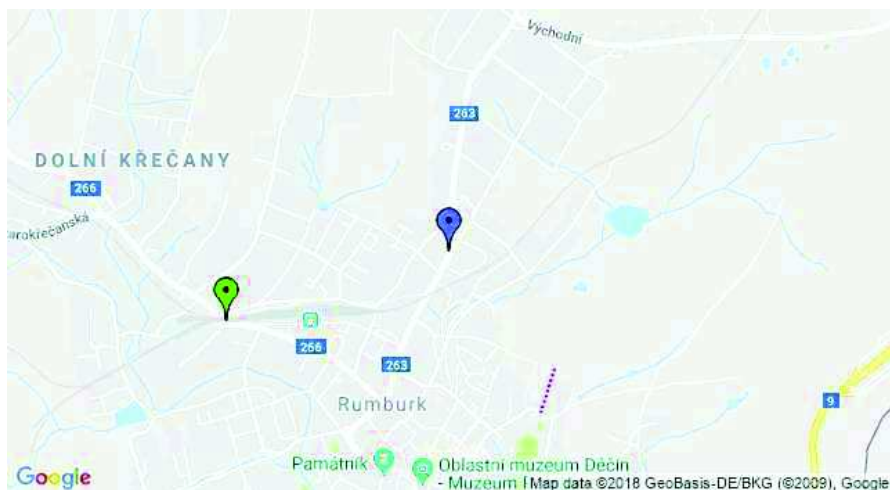 Východní
263
DOLNÍ KŘEČANY
266
arokřečanská
266
263
Rumburk
9
Památník
Oblastní muzeum Děčín
- Muzeum
Google
Map data ©2018 GeoBasis-DE/BKG (©2009), Google